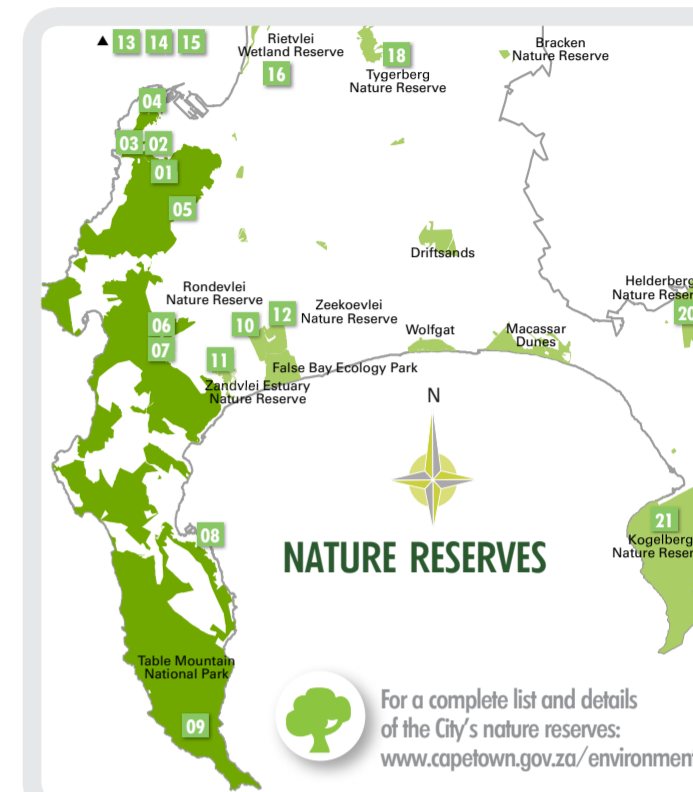 13 14 15
Rietvlei
Wetland Reserve
16
18
Tygerberg
Nature Reserve
Bracken
Nature Reserve
04
03 02
01
05
Driftsands
Helderberg
Nature Reser
20
Rondevlei
Nature Reserve
Zeekoevlei
Nature Reserve
12
10
06
07
11
Wolfgat
Macassar
Dunes
False Bay Ecology Park
Zandvlei Estuary
Nature Reserve
N
08
NATURE RESERVES
21
Kogelberg
Nature Reser
Table Mountain
National Park
09
For a complete list and details
of the City's nature reserves:
www.capetown.gov.za/environment